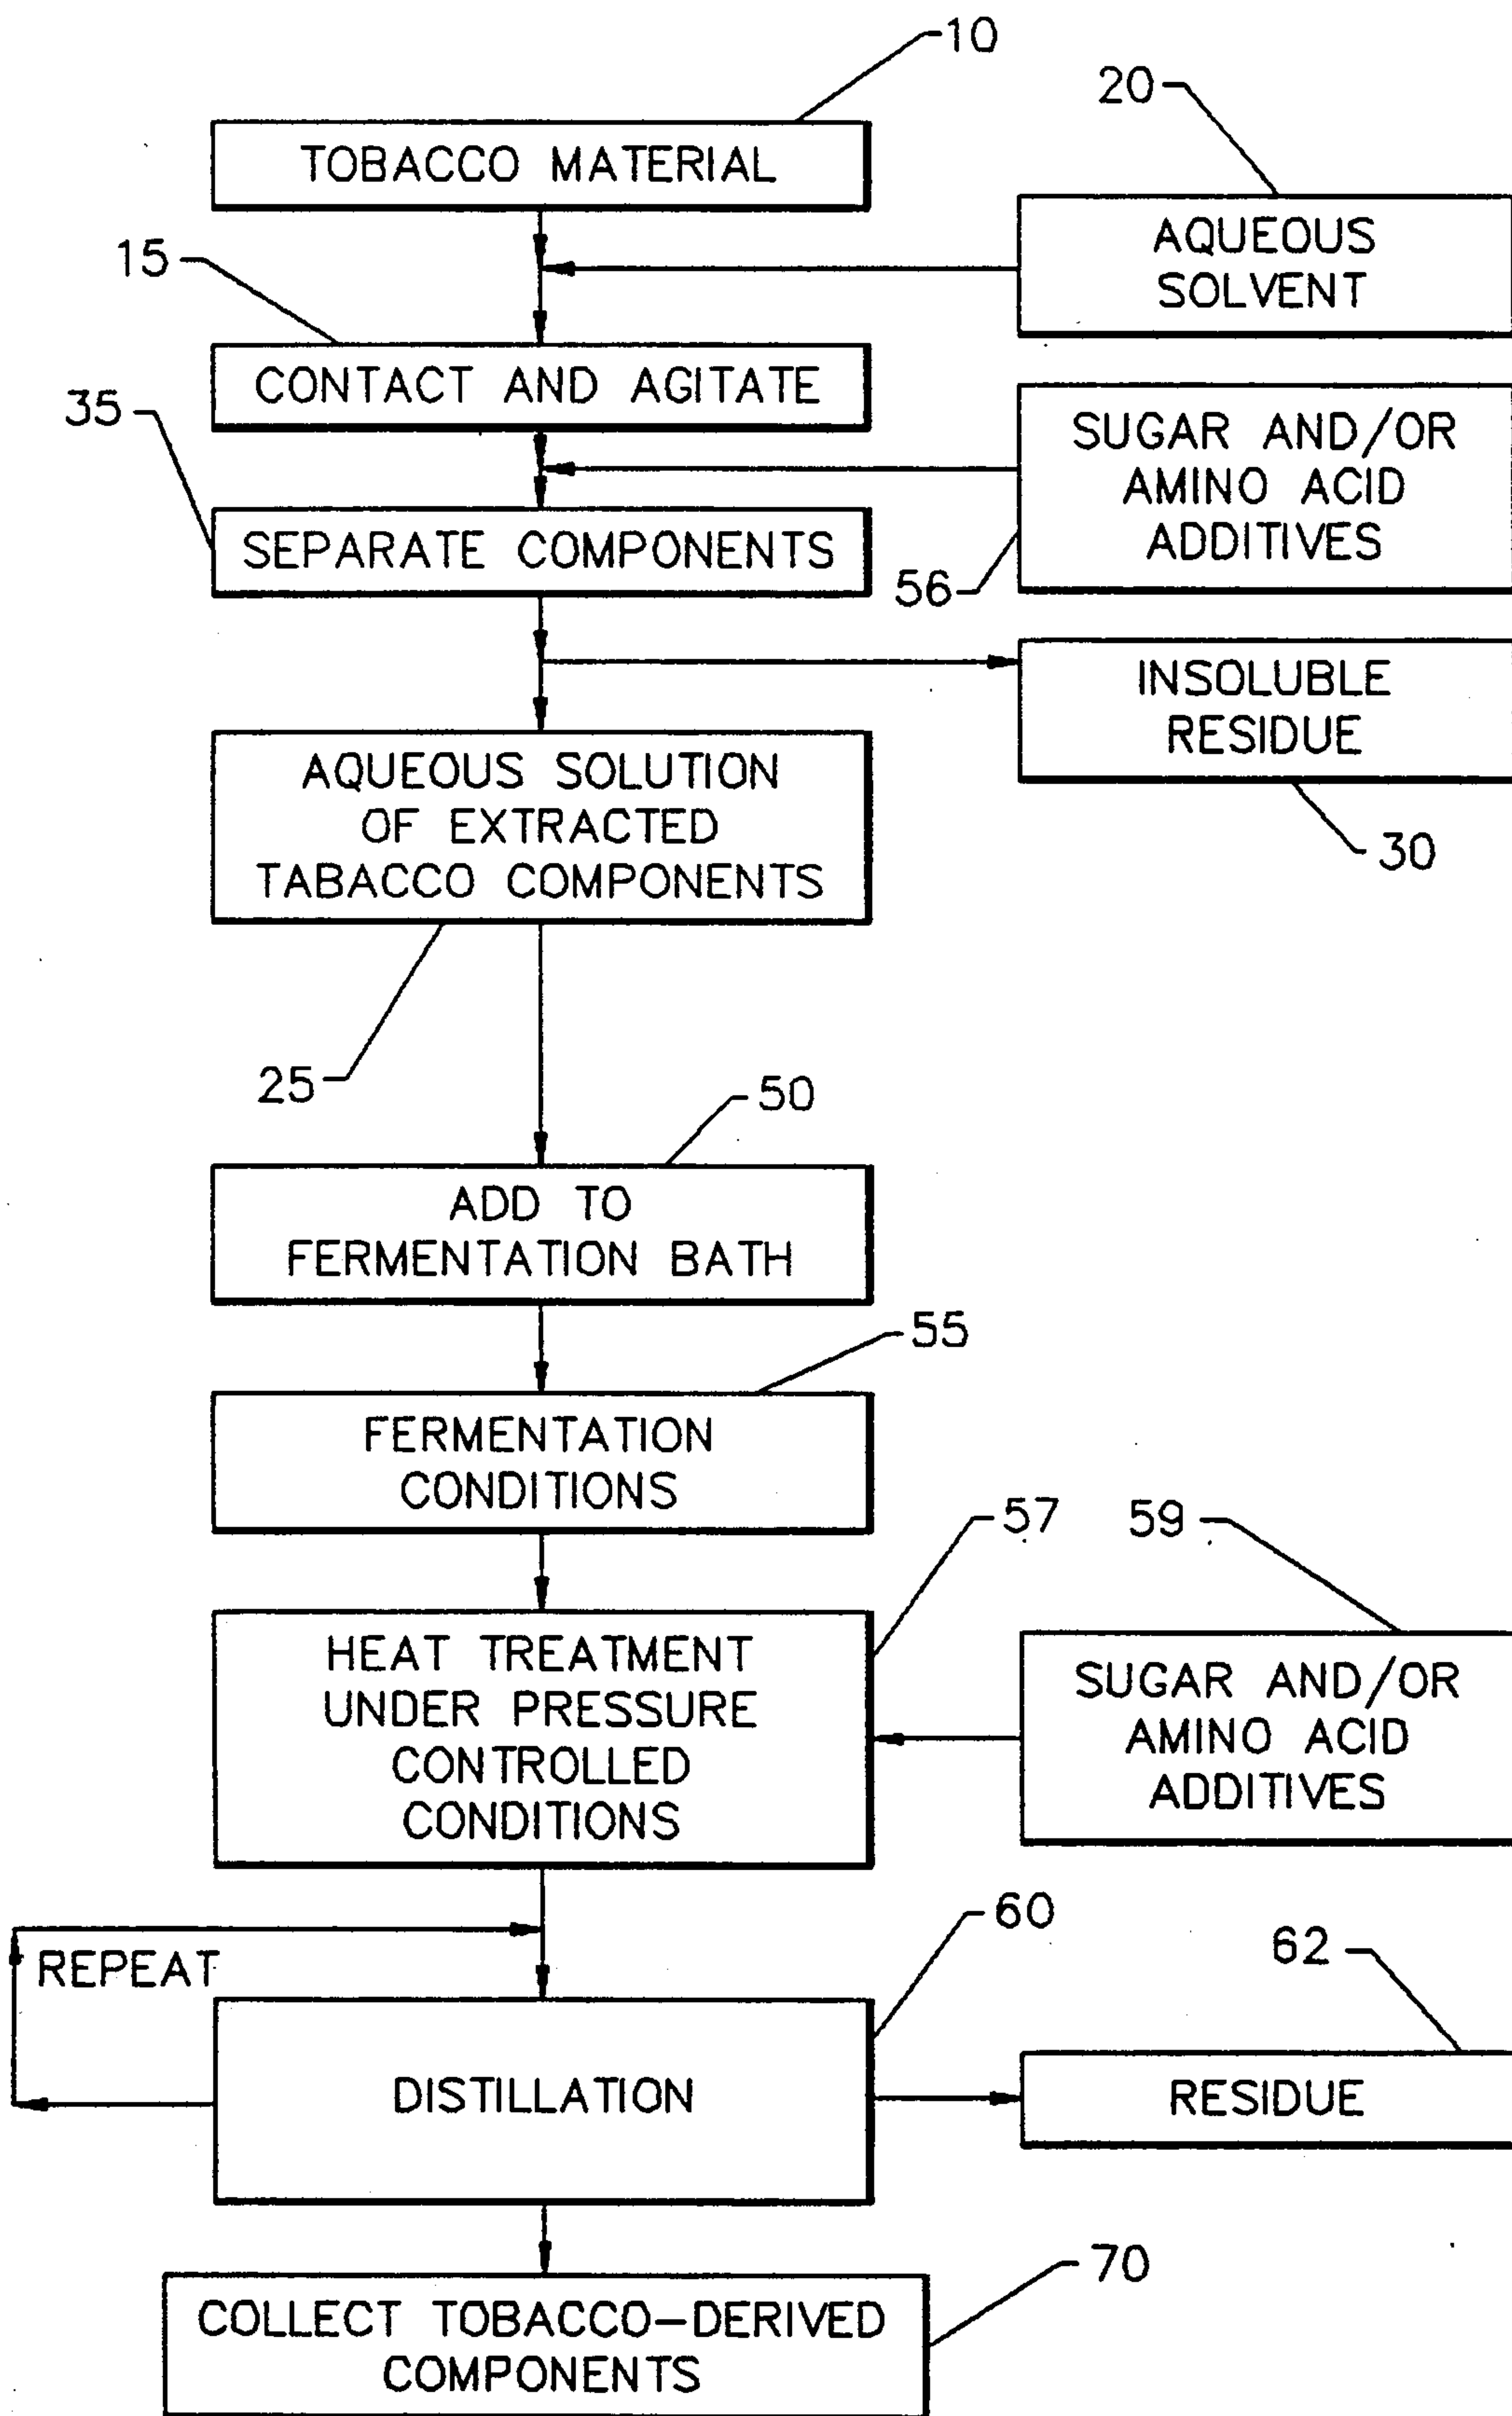 10
TOBACCO MATERIAL
20
AQUEOUS
SOLVENT
15
CONTACT AND AGITATE
35
SUGAR AND/OR
AMINO ACID
ADDITIVES
56
SEPARATE COMPONENTS
INSOLUBLE
RESIDUE
30
AQUEOUS SOLUTION
OF EXTRACTED
TABACCO COMPONENTS
25
50
ADD TO
FERMENTATION BATH
55
FERMENTATION
CONDITIONS
57
59
HEAT TREATMENT
UNDER PRESSURE
CONTROLLED
CONDITIONS
SUGAR AND/OR
AMINO ACID
ADDITIVES
REPEAT
60
62
DISTILLATION
RESIDUE
70
COLLECT TOBACCO-DERIVED
COMPONENTS